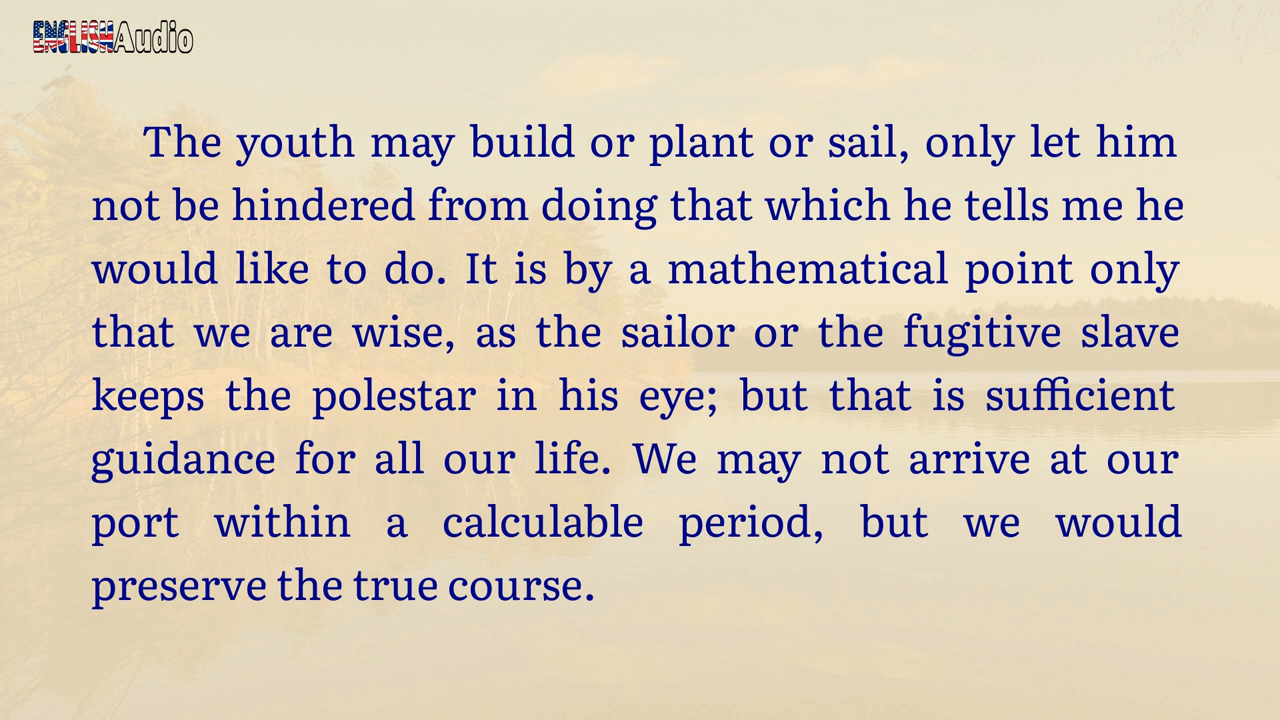 ENGLISHAudio
The youth may build or plant or sail, only let him
not be hindered from doing that which he tells me he
would like to do. It is by a mathematical point only
that we are wise, as the sailor or the fugitive slave
keeps the polestar in his eye; but that is sufficient
guidance for all our life. We may not arrive at our
port within a calculable period, but we would
preserve the true course.